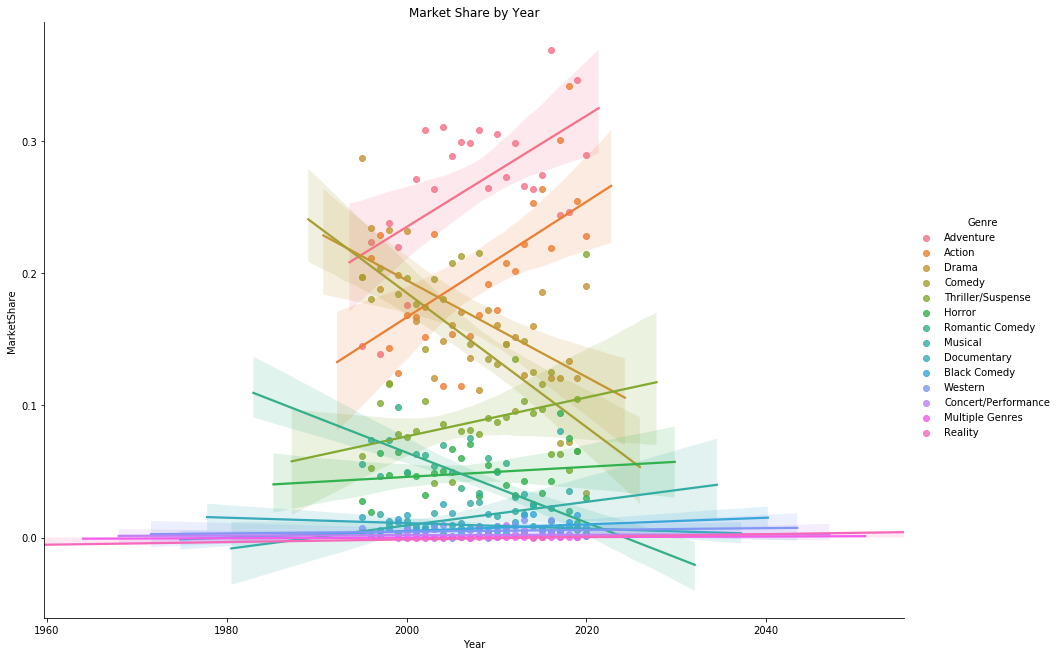 Market Share by Year
MarketShare
0.3
0.2
0.1
0.0
1960
1980
2000
2020
2040
Year
Genre
Adventure
Action
Drama
Comedy
Thriller/Suspense
Horror
Romantic Comedy
Musical
Documentary
Black Comedy
Western
Concert/Performance
Multiple Genres
Reality